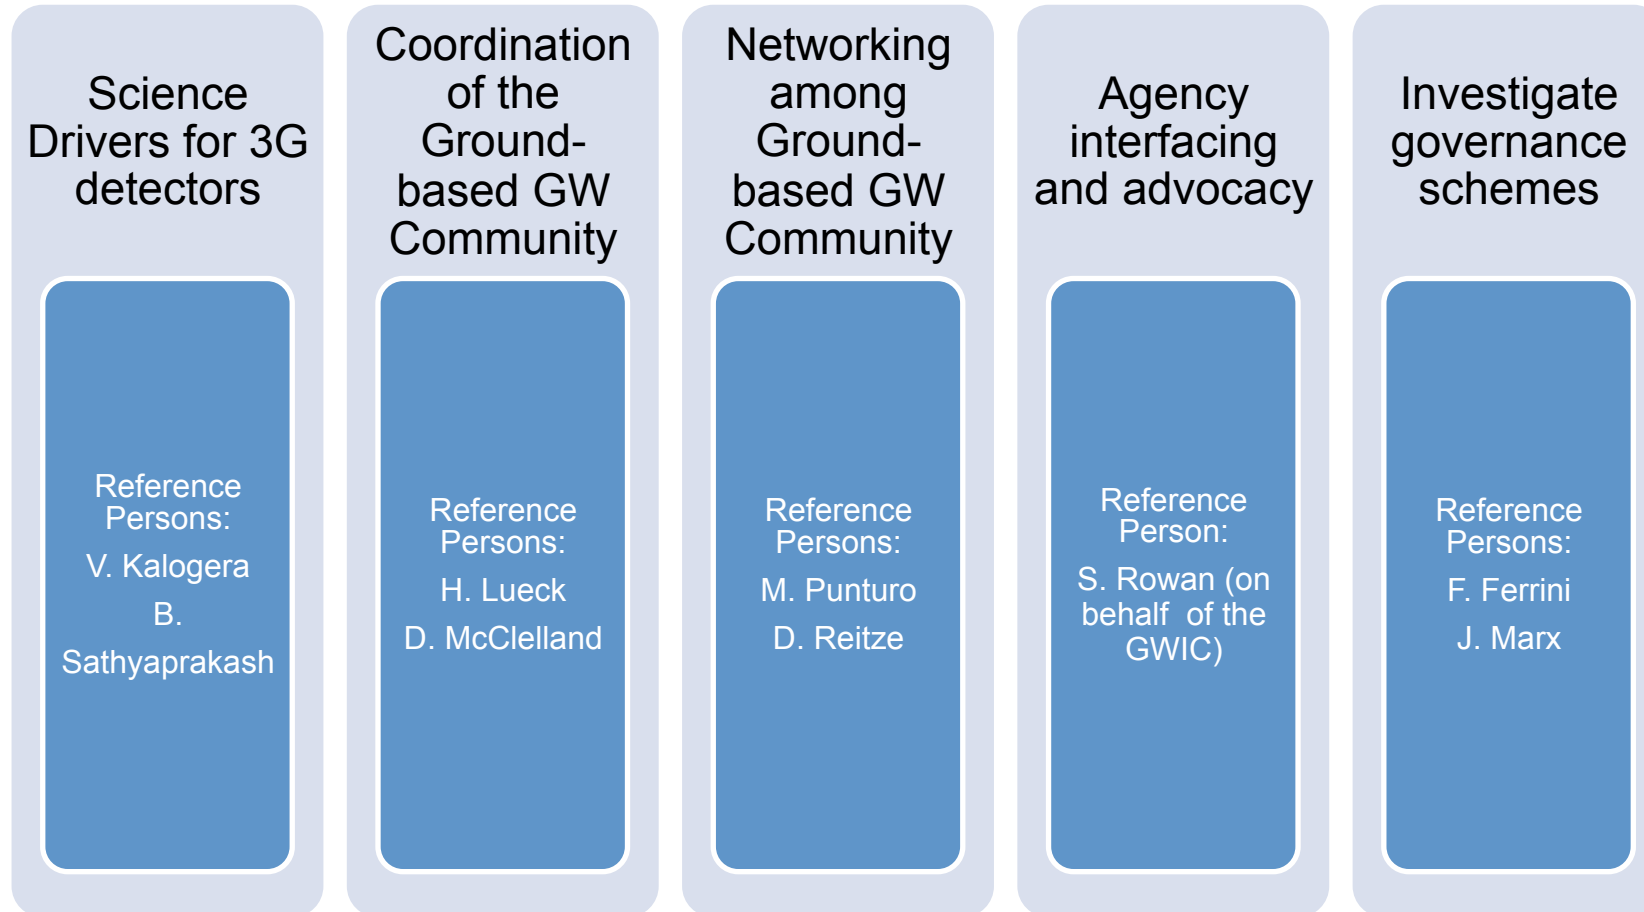 Science
Drivers for 3G
detectors
Reference
Persons:
V. Kalogera
B.
Sathyaprakash
Coordination
of the
Ground-
based GW
Community
Reference
Persons:
H. Lueck
D. McClelland
Networking
among
Ground-
based GW
Community
Reference
Persons:
M. Punturo
D. Reitze
Agency
interfacing
and advocacy
Reference
Person:
S. Rowan (on
behalf of the
GWIC)
Investigate
governance
schemes
Reference
Persons:
F. Ferrini
J. Marx